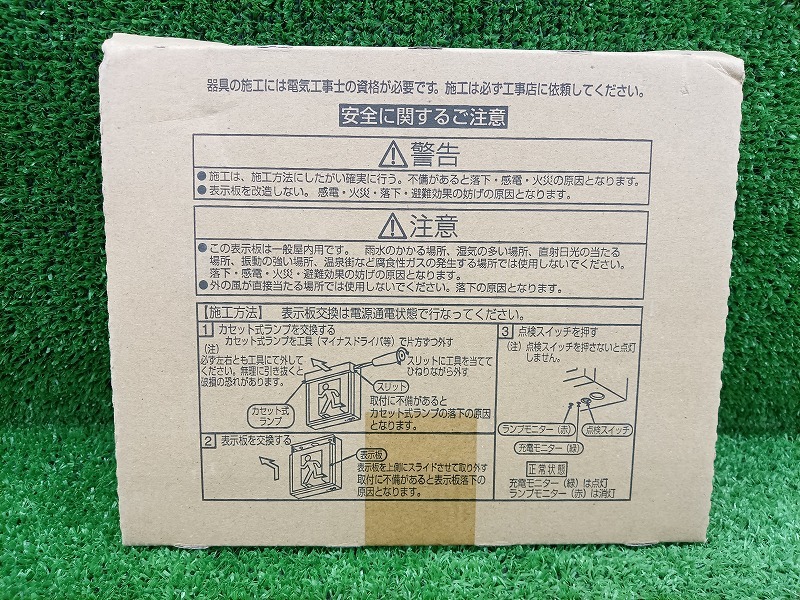 器具の施工には電気工事士の資格が必要です。施工は必ず工事店に依頼してください。
安全に関するご注意
警告
●施工は、施工方法にしたがい確実に行う。不備があると落下・感電・火災の原因となります。
●表示板を改造しない。 感電・火災・落下・避難効果の妨げの原因となります。
注意
●この表示板は一般屋内用です。 雨水のかかる場所、湿気の多い場所、直射日光の当たる
場所、振動の強い場所、温泉街など腐食性ガスの発生する場所では使用しないでください。
落下・感電・火災・避難効果の妨げの原因となります。
●外の風が直接当たる場所では使用しないでください。落下の原因となります。
【施工方法】 表示板交換は電源通電状態で行なってください。
1 カセット式ランプを交換する
カセット式ランプを工具（マイナスドライバ等）で片方ずつ外す
（注）
必ず左右とも工具にて外して
ください。無理に引き抜くと
破損の恐れがあります。
スリットに工具を当てて
ひねりながら外す
スリット
カセット式
ランプ
取付に不備があると
カセット式ランプの落下の原因
となります。
2 表示板を交換する
表示板
表示板を上側にスライドさせて取り外す
取付に不備があると表示板落下の
原因となります。
3 点検スイッチを押す
（注）点検スイッチを押さないと点灯
しません。
ランプモニター（赤）
点検スイッチ
充電モニター（緑）
正常状態
充電モニター（緑）は点灯
ランプモニター（赤）は消灯